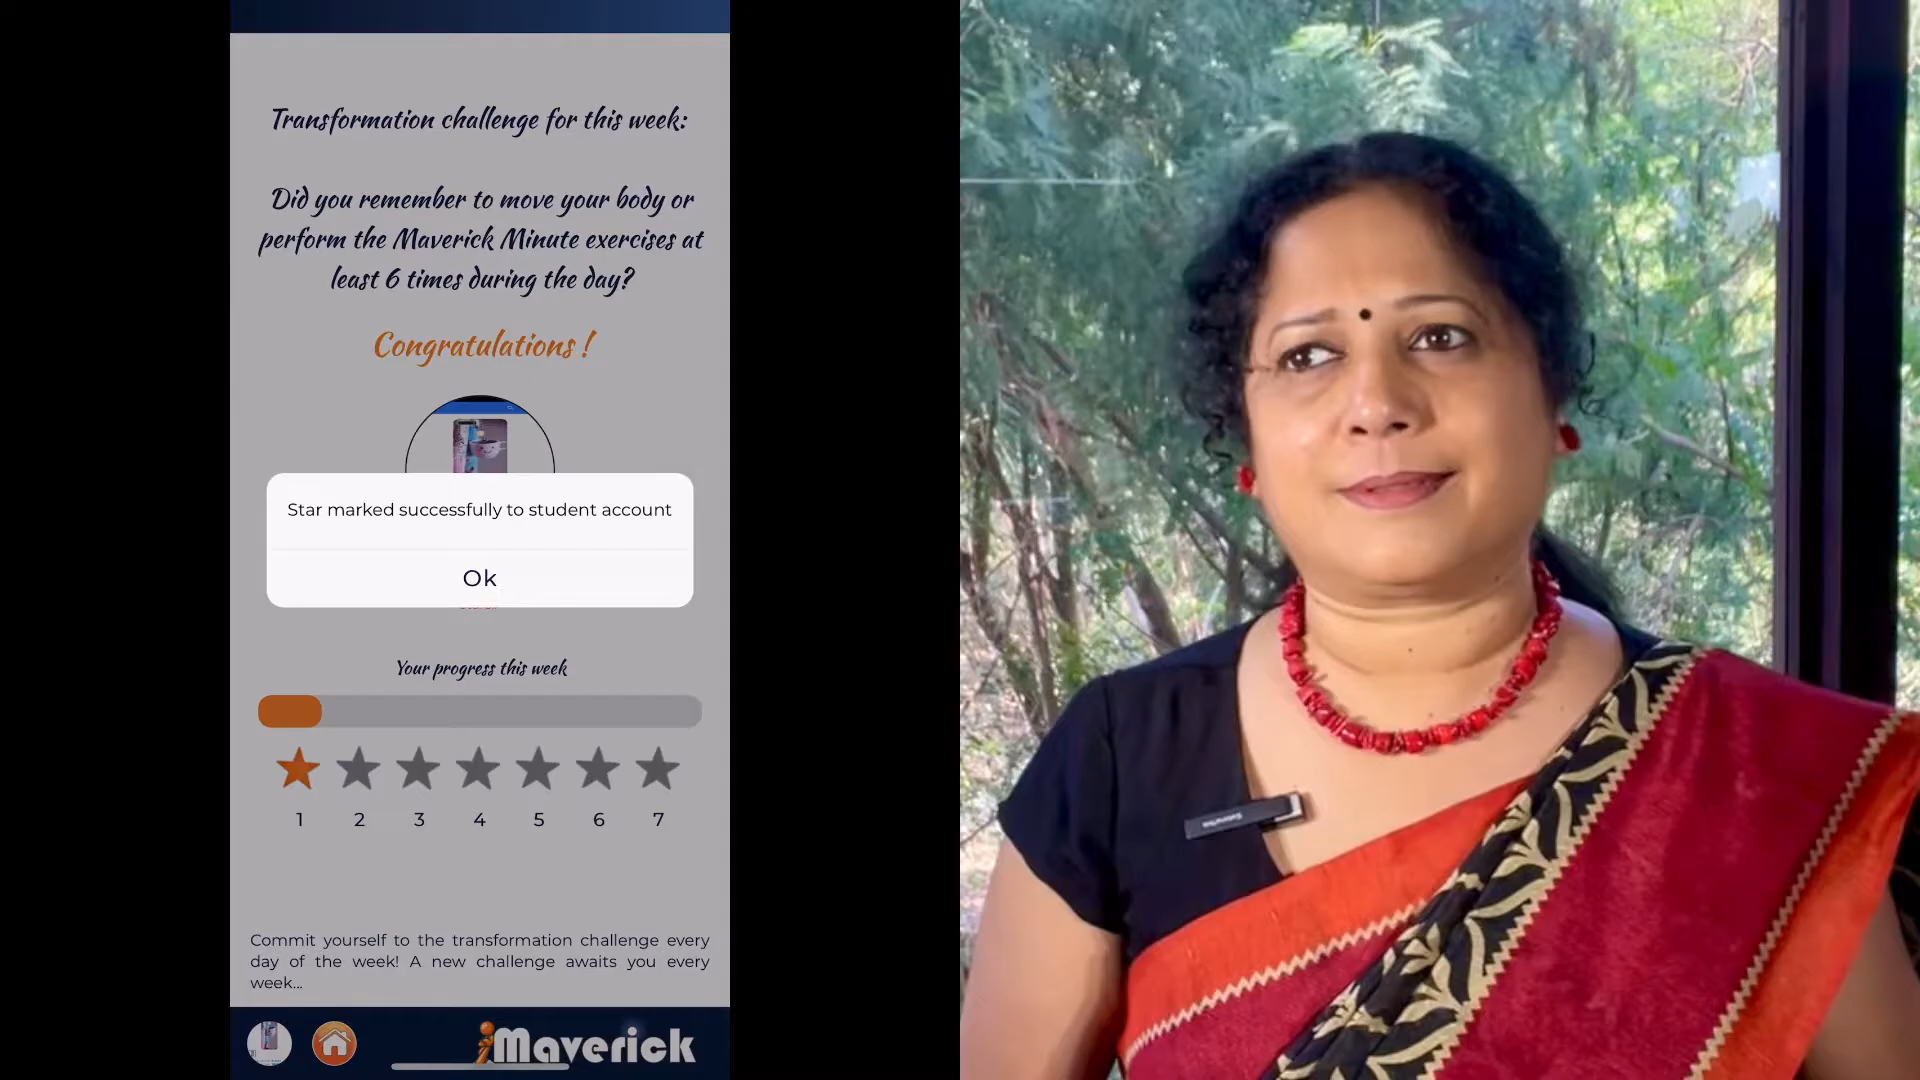 Transformation challenge for this week:
Did you remember to move your body or
perform the Maverick Minute exercises at
least 6 times during the day?
Congratulations !
Star marked successfully to student account
Ok
Your progress this week
1 2 3 4 5 6 7
Commit yourself to the transformation challenge every
day of the week! A new challenge awaits you every
week...
iMaverick